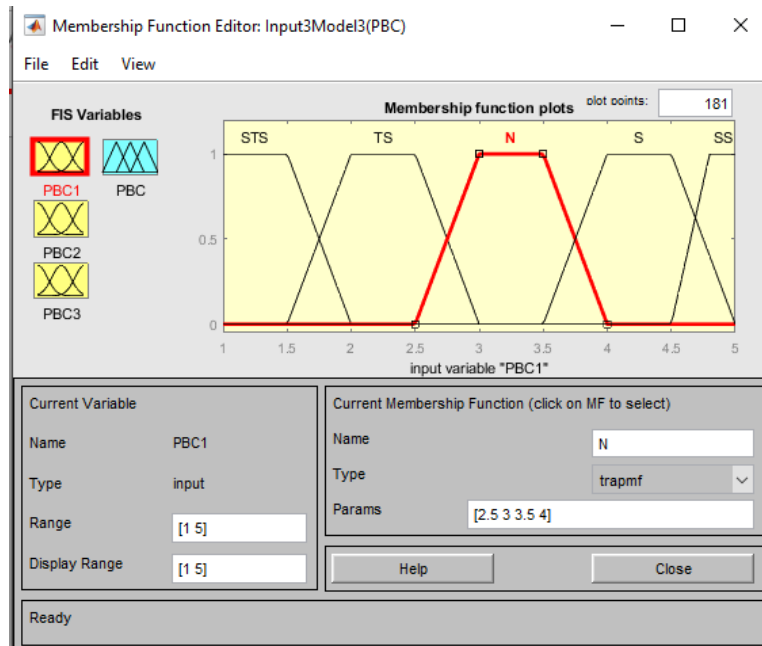 Membership Function Editor: Input3Model3(PBC)
File Edit View
FIS Variables
Membership function plots
plot points:
181
PBC1
PBC
PBC2
PBC3
STS
TS
N
S
SS
1
0.5
0
1
1.5
2
2.5
3
3.5
4
4.5
5
input variable "PBC1"
Current Variable
Name PBC1
Type input
Range [1 5]
Display Range [1 5]
Current Membership Function (click on MF to select)
Name N
Type trapmf
Params [2.5 3 3.5 4]
Help
Close
Ready